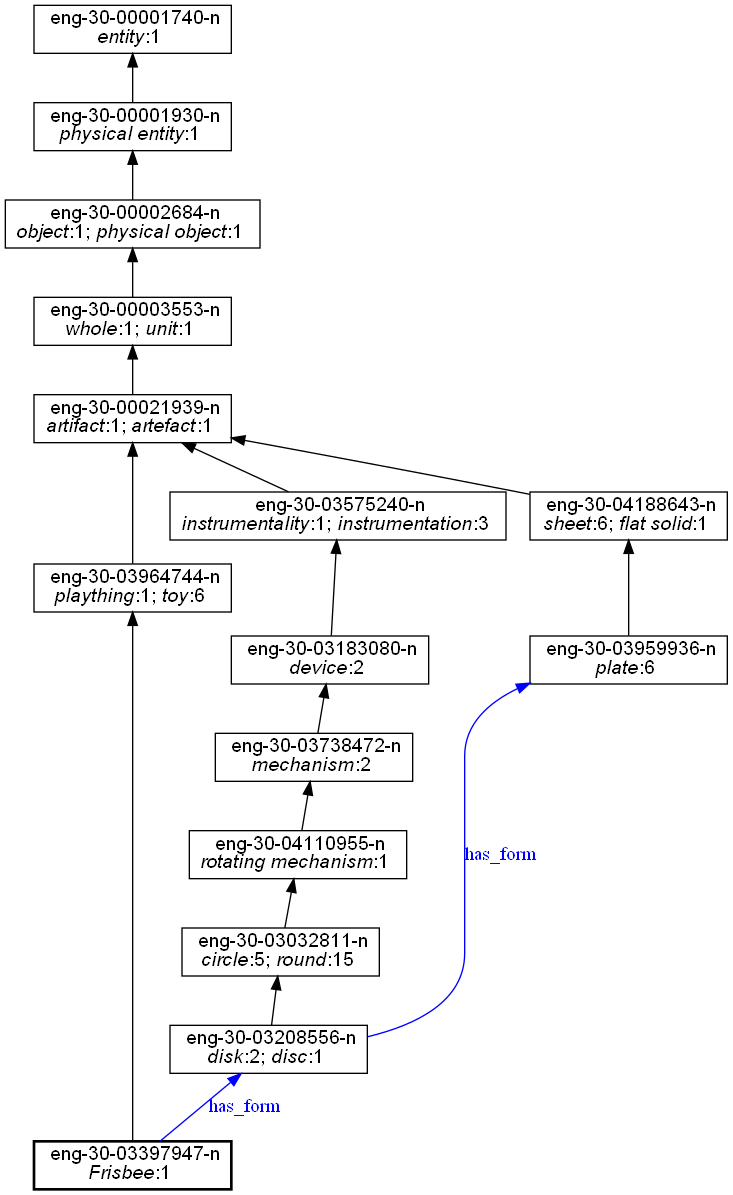 eng-30-00001740-n
entity:1
eng-30-00001930-n
physical entity:1
eng-30-00002684-n
object:1; physical object:1
eng-30-00003553-n
whole:1; unit:1
eng-30-00021939-n
artifact:1; artefact:1
eng-30-03575240-n
instrumentality:1; instrumentation:3
eng-30-04188643-n
sheet:6; flat solid:1
eng-30-03964744-n
plaything:1; toy:6
eng-30-03183080-n
device:2
eng-30-03959936-n
plate:6
eng-30-03738472-n
mechanism:2
eng-30-04110955-n
rotating mechanism:1
has_form
eng-30-03032811-n
circle:5; round:15
eng-30-03208556-n
disk:2; disc:1
has_form
eng-30-03397947-n
Frisbee:1